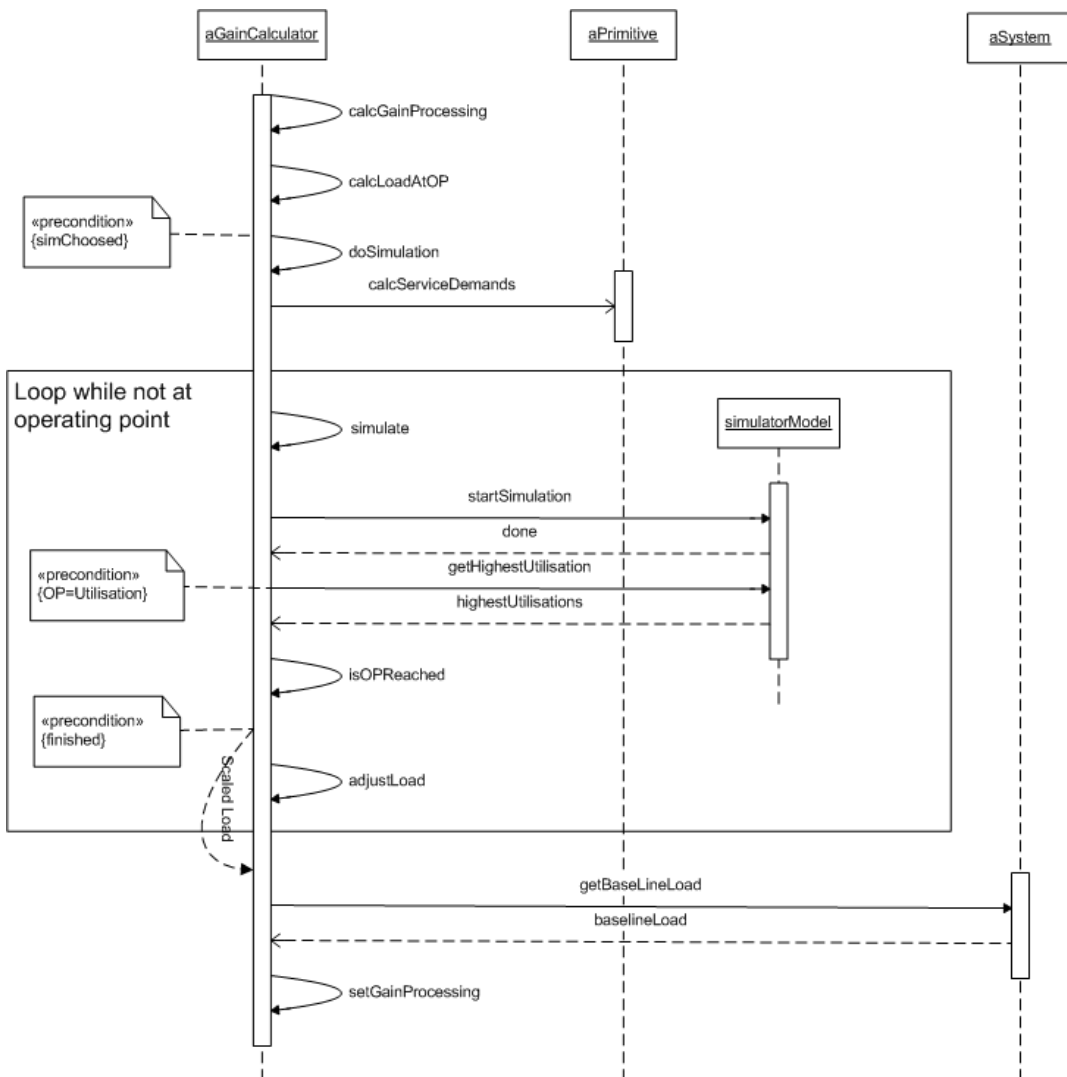 aGainCalculator
aPrimitive
aSystem
calcGainProcessing
calcLoadAtOP
«precondition»
{simChoosed}
doSimulation
calcServiceDemands
Loop while not at
operating point
simulate
simulatorModel
startSimulation
done
getHighestUtilisation
«precondition»
{OP=Utilisation}
highestUtilisations
isOPReached
«precondition»
{finished}
Scaled Load
adjustLoad
getBaseLineLoad
baselineLoad
setGainProcessing